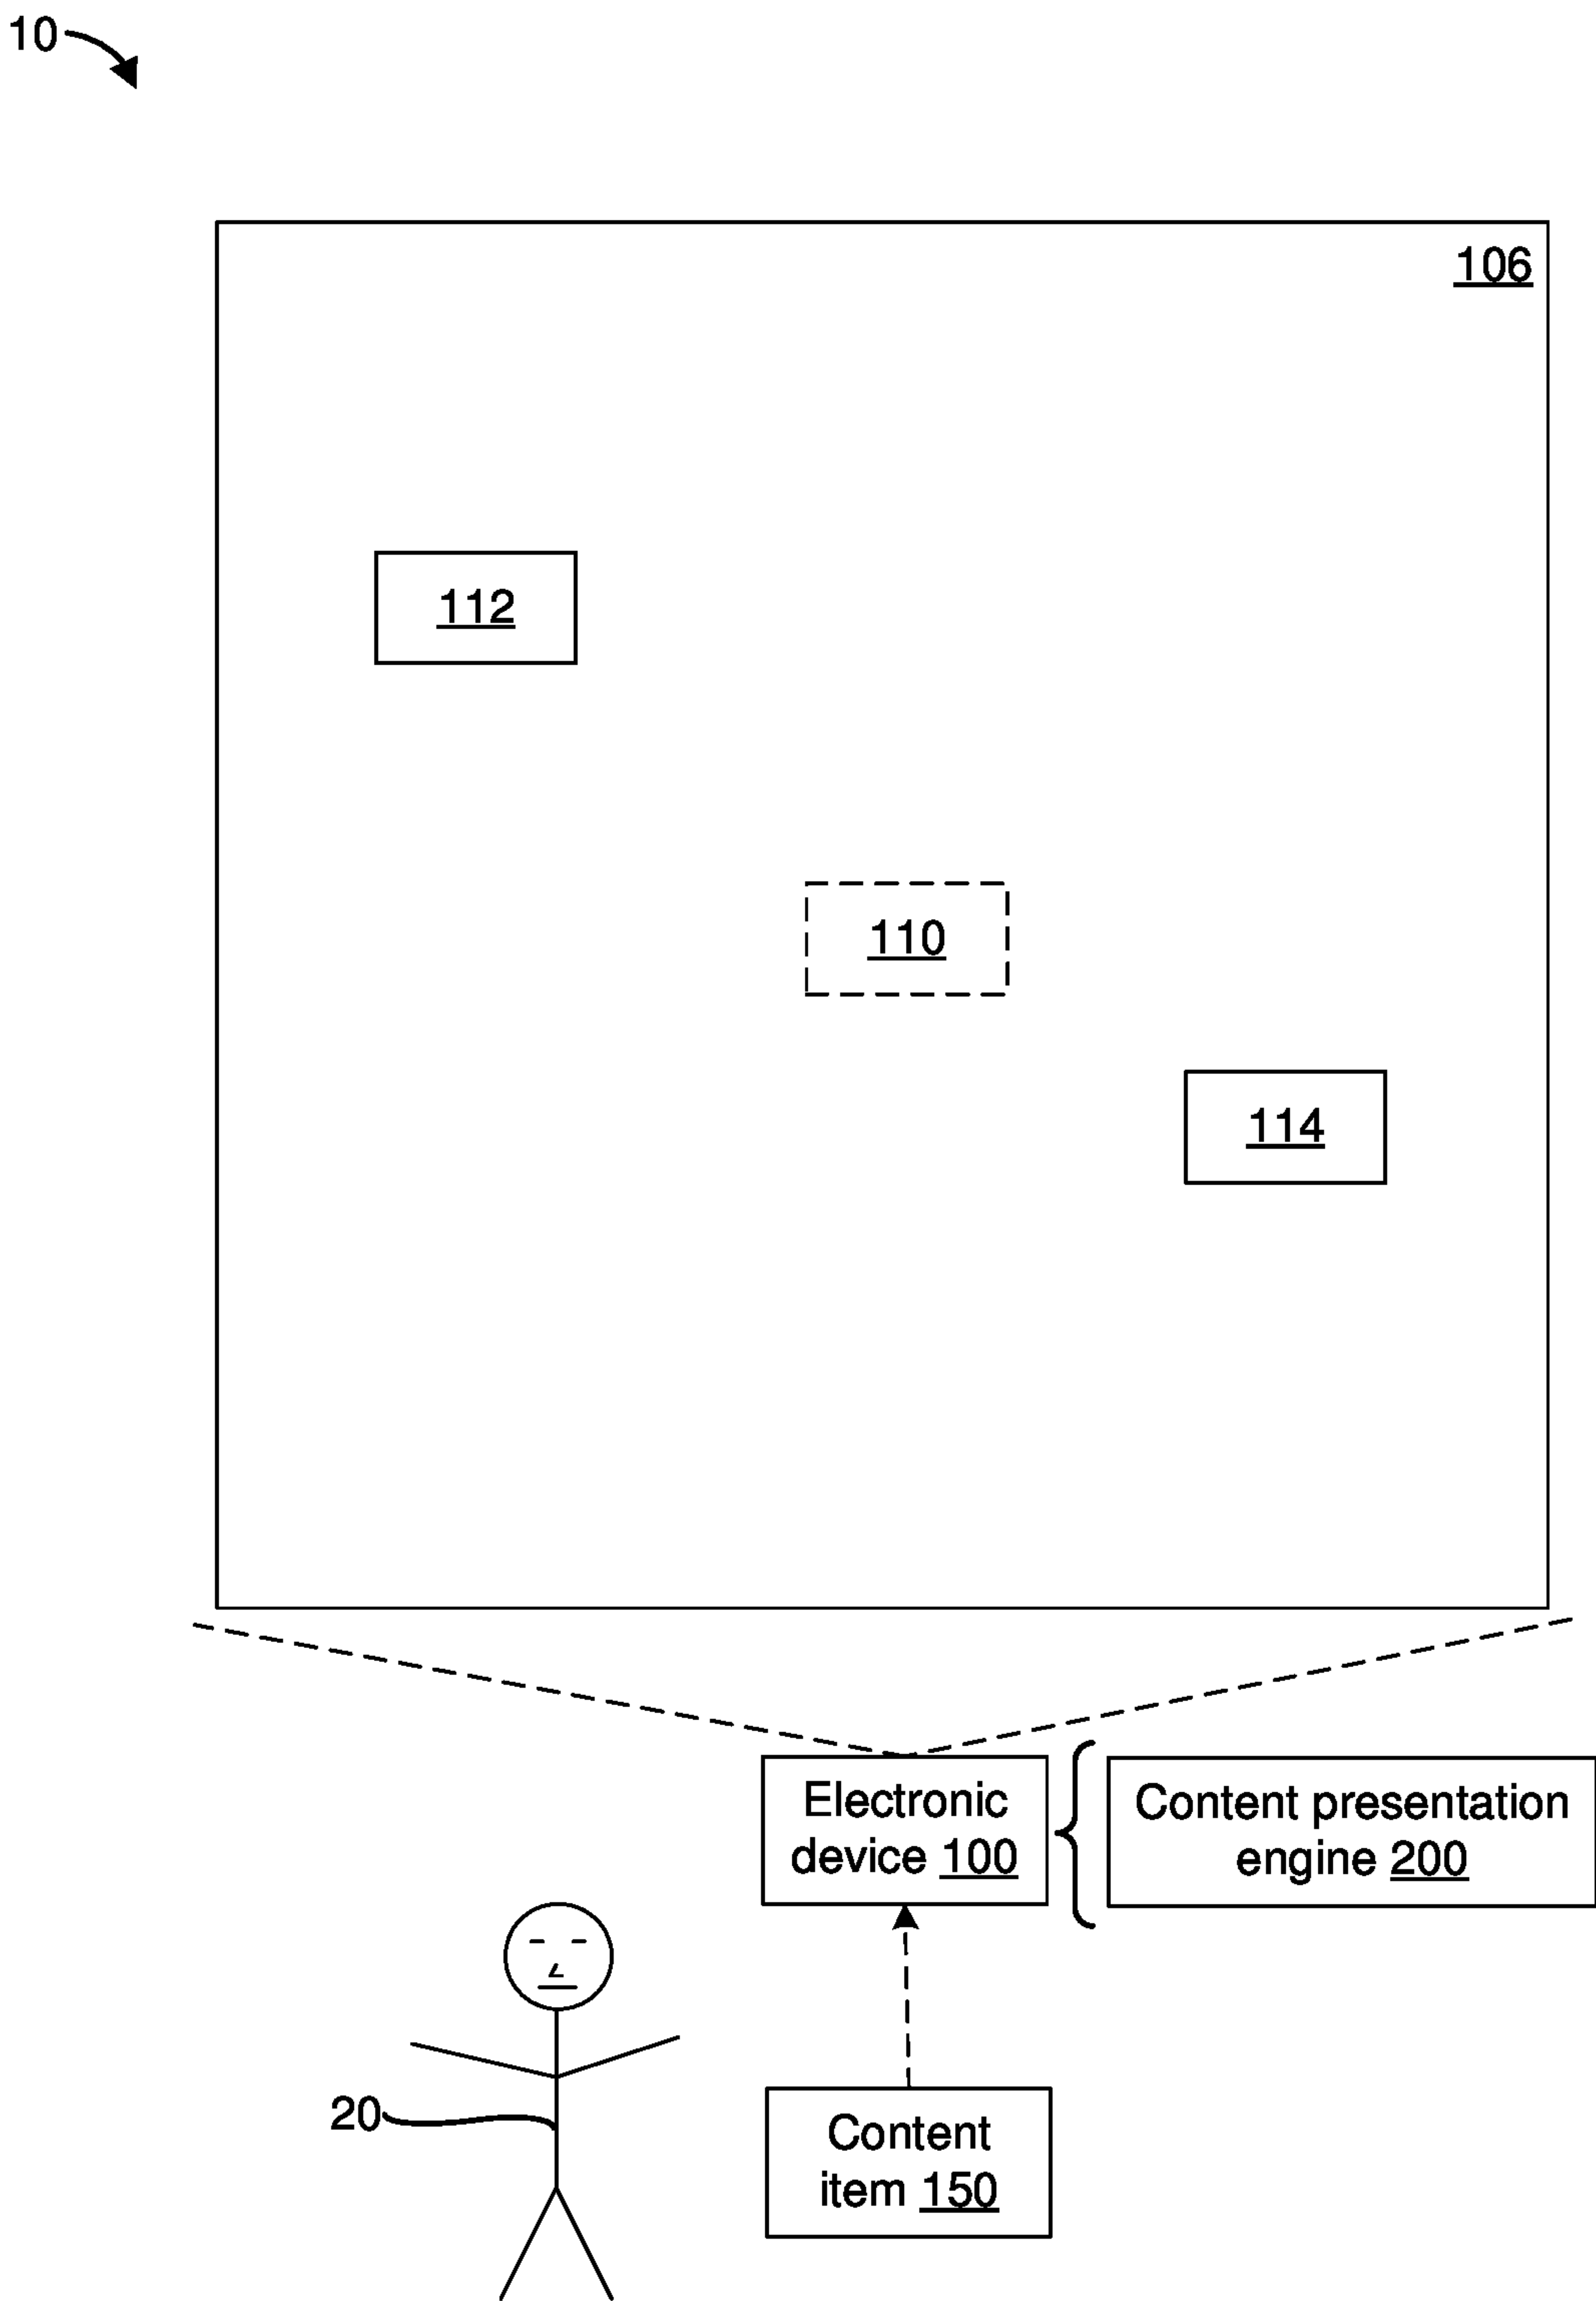 10
106
112
110
114
Electronic
device 100
Content presentation
engine 200
20
Content
item 150